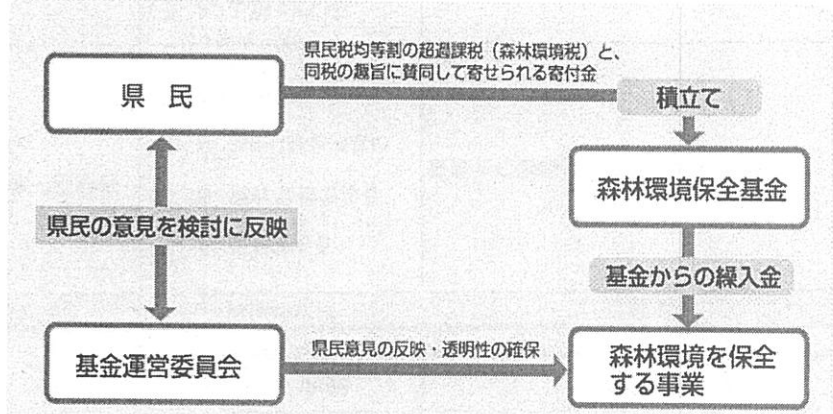 県民税均等割の超過課税（森林環境税）と、
同税の趣旨に賛同して寄せられる寄付金
県 民
積立て
森林環境保全基金
県民の意見を検討に反映
基金からの繰入金
基金運営委員会
県民意見の反映・透明性の確保
森林環境を保全
する事業